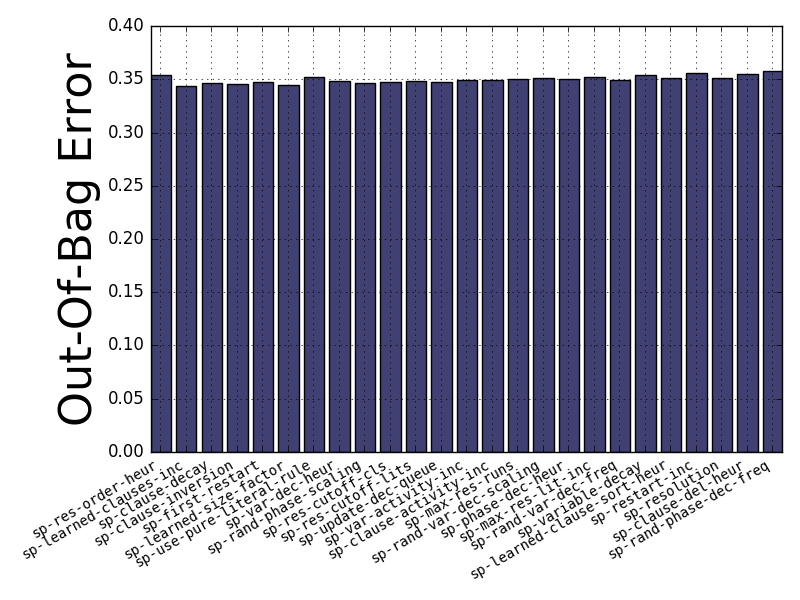 Out-Of-Bag Error
0.40
0.35
0.30
0.25
0.20
0.15
0.10
0.05
0.00
sp-res-order-heur
sp-learned-clauses-inc
sp-clause-decay
sp-clause-inversion
sp-first-restart
sp-learned-size-factor
sp-use-pure-literal-rule
sp-var-dec-heur
sp-rand-phase-scaling
sp-res-cutoff-cls
sp-res-cutoff-lits
sp-update-dec-queue
sp-var-activity-inc
sp-clause-activity-inc
sp-max-res-runs
sp-rand-var-dec-scaling
sp-phase-dec-heur
sp-max-res-lit-inc
sp-rand-var-dec-freq
sp-variable-decay
sp-learned-clause-sort-heur
sp-restart-inc
sp-resolution
sp-clause-del-heur
sp-rand-phase-dec-freq